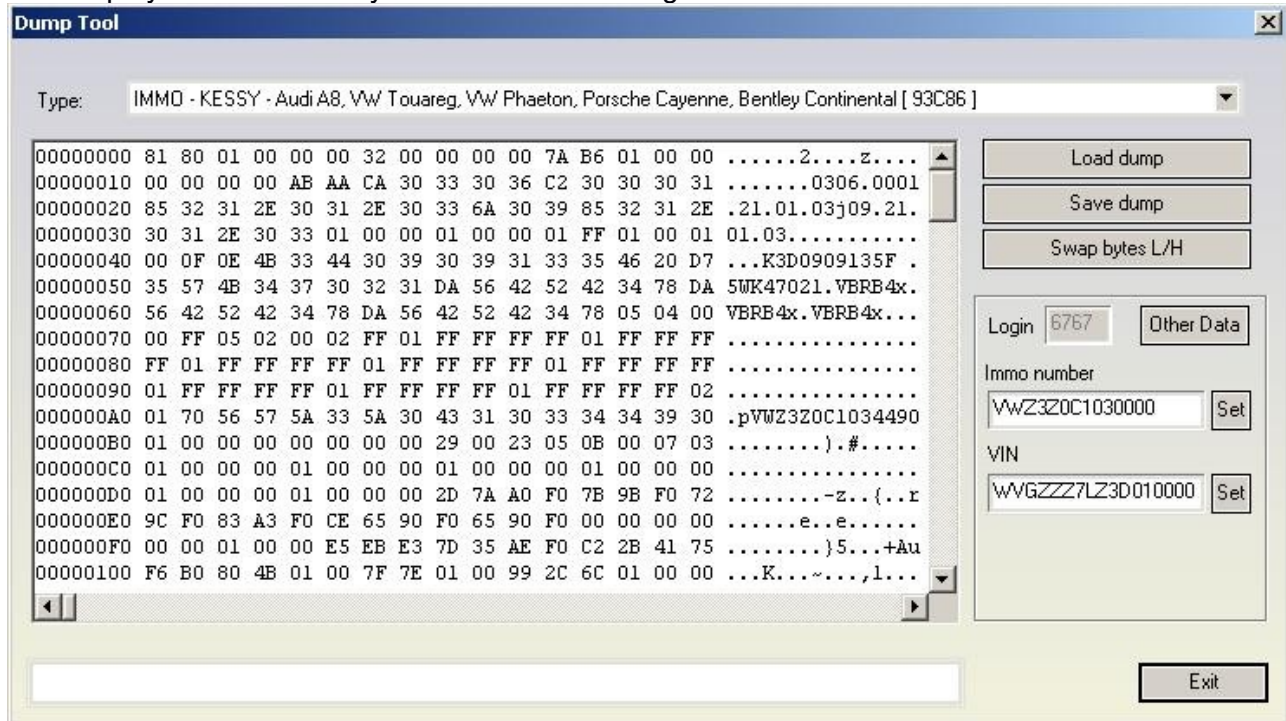 Dump Tool
Type: IMMO - KESSY - Audi A8, VW Touareg, VW Phaeton, Porsche Cayenne, Bentley Continental [ 93C86 ]
00000000 81 80 01 00 00 00 32 00 00 00 00 7A B6 01 00 00 ......2....z....
00000010 00 00 00 00 AB AA CA 30 33 30 36 C2 30 30 30 31 .......0306.0001
00000020 85 32 31 2E 30 31 2E 30 33 6A 30 39 85 32 31 2E .21.01.03j09.21.
00000030 30 31 2E 30 33 01 00 00 01 00 00 01 FF 01 00 01 01.03...........
00000040 00 0F 0E 4B 33 44 30 39 30 39 31 33 35 46 20 D7 ...K3D0909135F .
00000050 35 57 4B 34 37 30 32 31 DA 56 42 52 42 34 78 DA 5WK47021.VBRB4x.
00000060 56 42 52 42 34 78 DA 56 42 52 42 34 78 05 04 00 VBRB4x.VBRB4x...
00000070 00 FF 05 02 00 02 FF 01 FF FF FF FF 01 FF FF FF ................
00000080 FF 01 FF FF FF FF 01 FF FF FF FF 01 FF FF FF FF ................
00000090 01 FF FF FF FF 01 FF FF FF FF 01 FF FF FF FF 02 ................
000000A0 01 70 56 57 5A 33 5A 30 43 31 30 33 34 34 39 30 .pVWZ3Z0C1034490
000000B0 01 00 00 00 00 00 00 00 29 00 23 05 0B 00 07 03 ........).#.....
000000C0 01 00 00 00 01 00 00 00 01 00 00 00 01 00 00 00 ................
000000D0 01 00 00 00 01 00 00 00 2D 7A A0 F0 7B 9B F0 72 ........-z..{..r
000000E0 9C F0 83 A3 F0 CE 65 90 F0 65 90 F0 00 00 00 00 ......e..e......
000000F0 00 00 01 00 00 E5 EB E3 7D 35 AE F0 C2 2B 41 75 ........}5...+Au
00000100 F6 B0 80 4B 01 00 7F 7E 01 00 99 2C 6C 01 00 00 ...K...~...,l...
Load dump
Save dump
Swap bytes L/H
Login 6767 Other Data
Immo number
VWZ3Z0C1030000 Set
VIN
WVGZZZ7LZ3D010000 Set
Exit